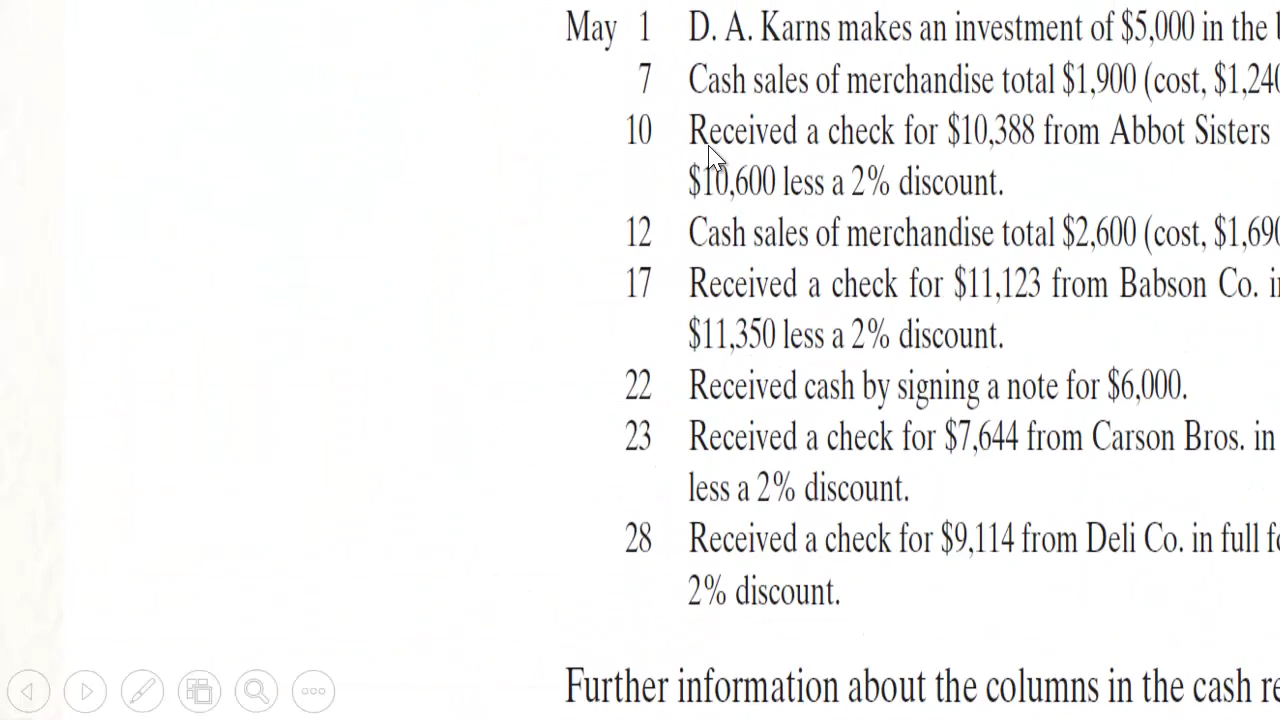 May 1 D. A. Karns makes an investment of $5,000 in the
7 Cash sales of merchandise total $1,900 (cost, $1,240
10 Received a check for $10,388 from Abbot Sisters
$10,600 less a 2% discount.
12 Cash sales of merchandise total $2,600 (cost, $1,690
17 Received a check for $11,123 from Babson Co.
$11,350 less a 2% discount.
22 Received cash by signing a note for $6,000.
23 Received a check for $7,644 from Carson Bros. in
less a 2% discount.
28 Received a check for $9,114 from Deli Co. in full
2% discount.
Further information about the columns in the cash